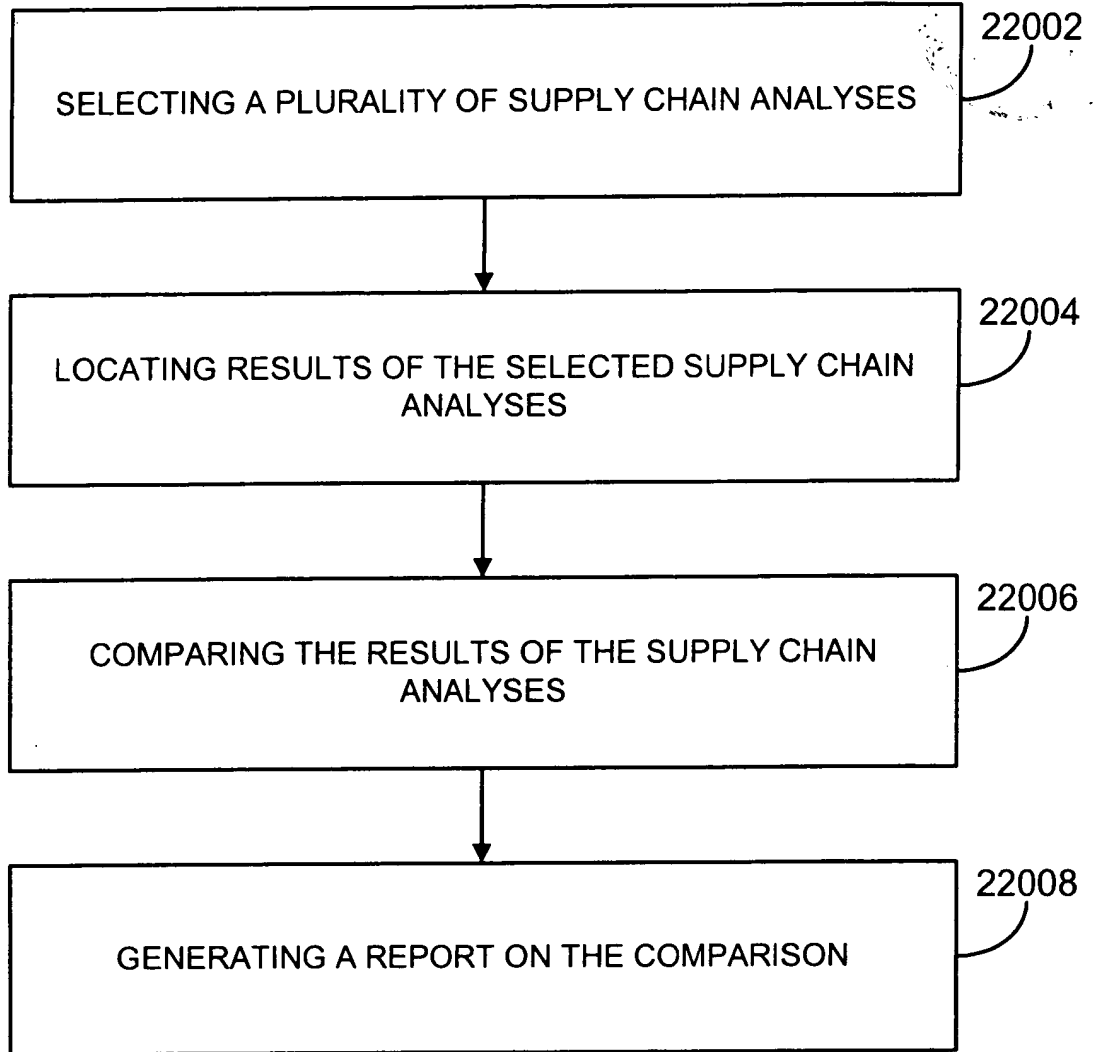 22002
SELECTING A PLURALITY OF SUPPLY CHAIN ANALYSES
22004
LOCATING RESULTS OF THE SELECTED SUPPLY CHAIN
ANALYSES
22006
COMPARING THE RESULTS OF THE SUPPLY CHAIN
ANALYSES
22008
GENERATING A REPORT ON THE COMPARISON